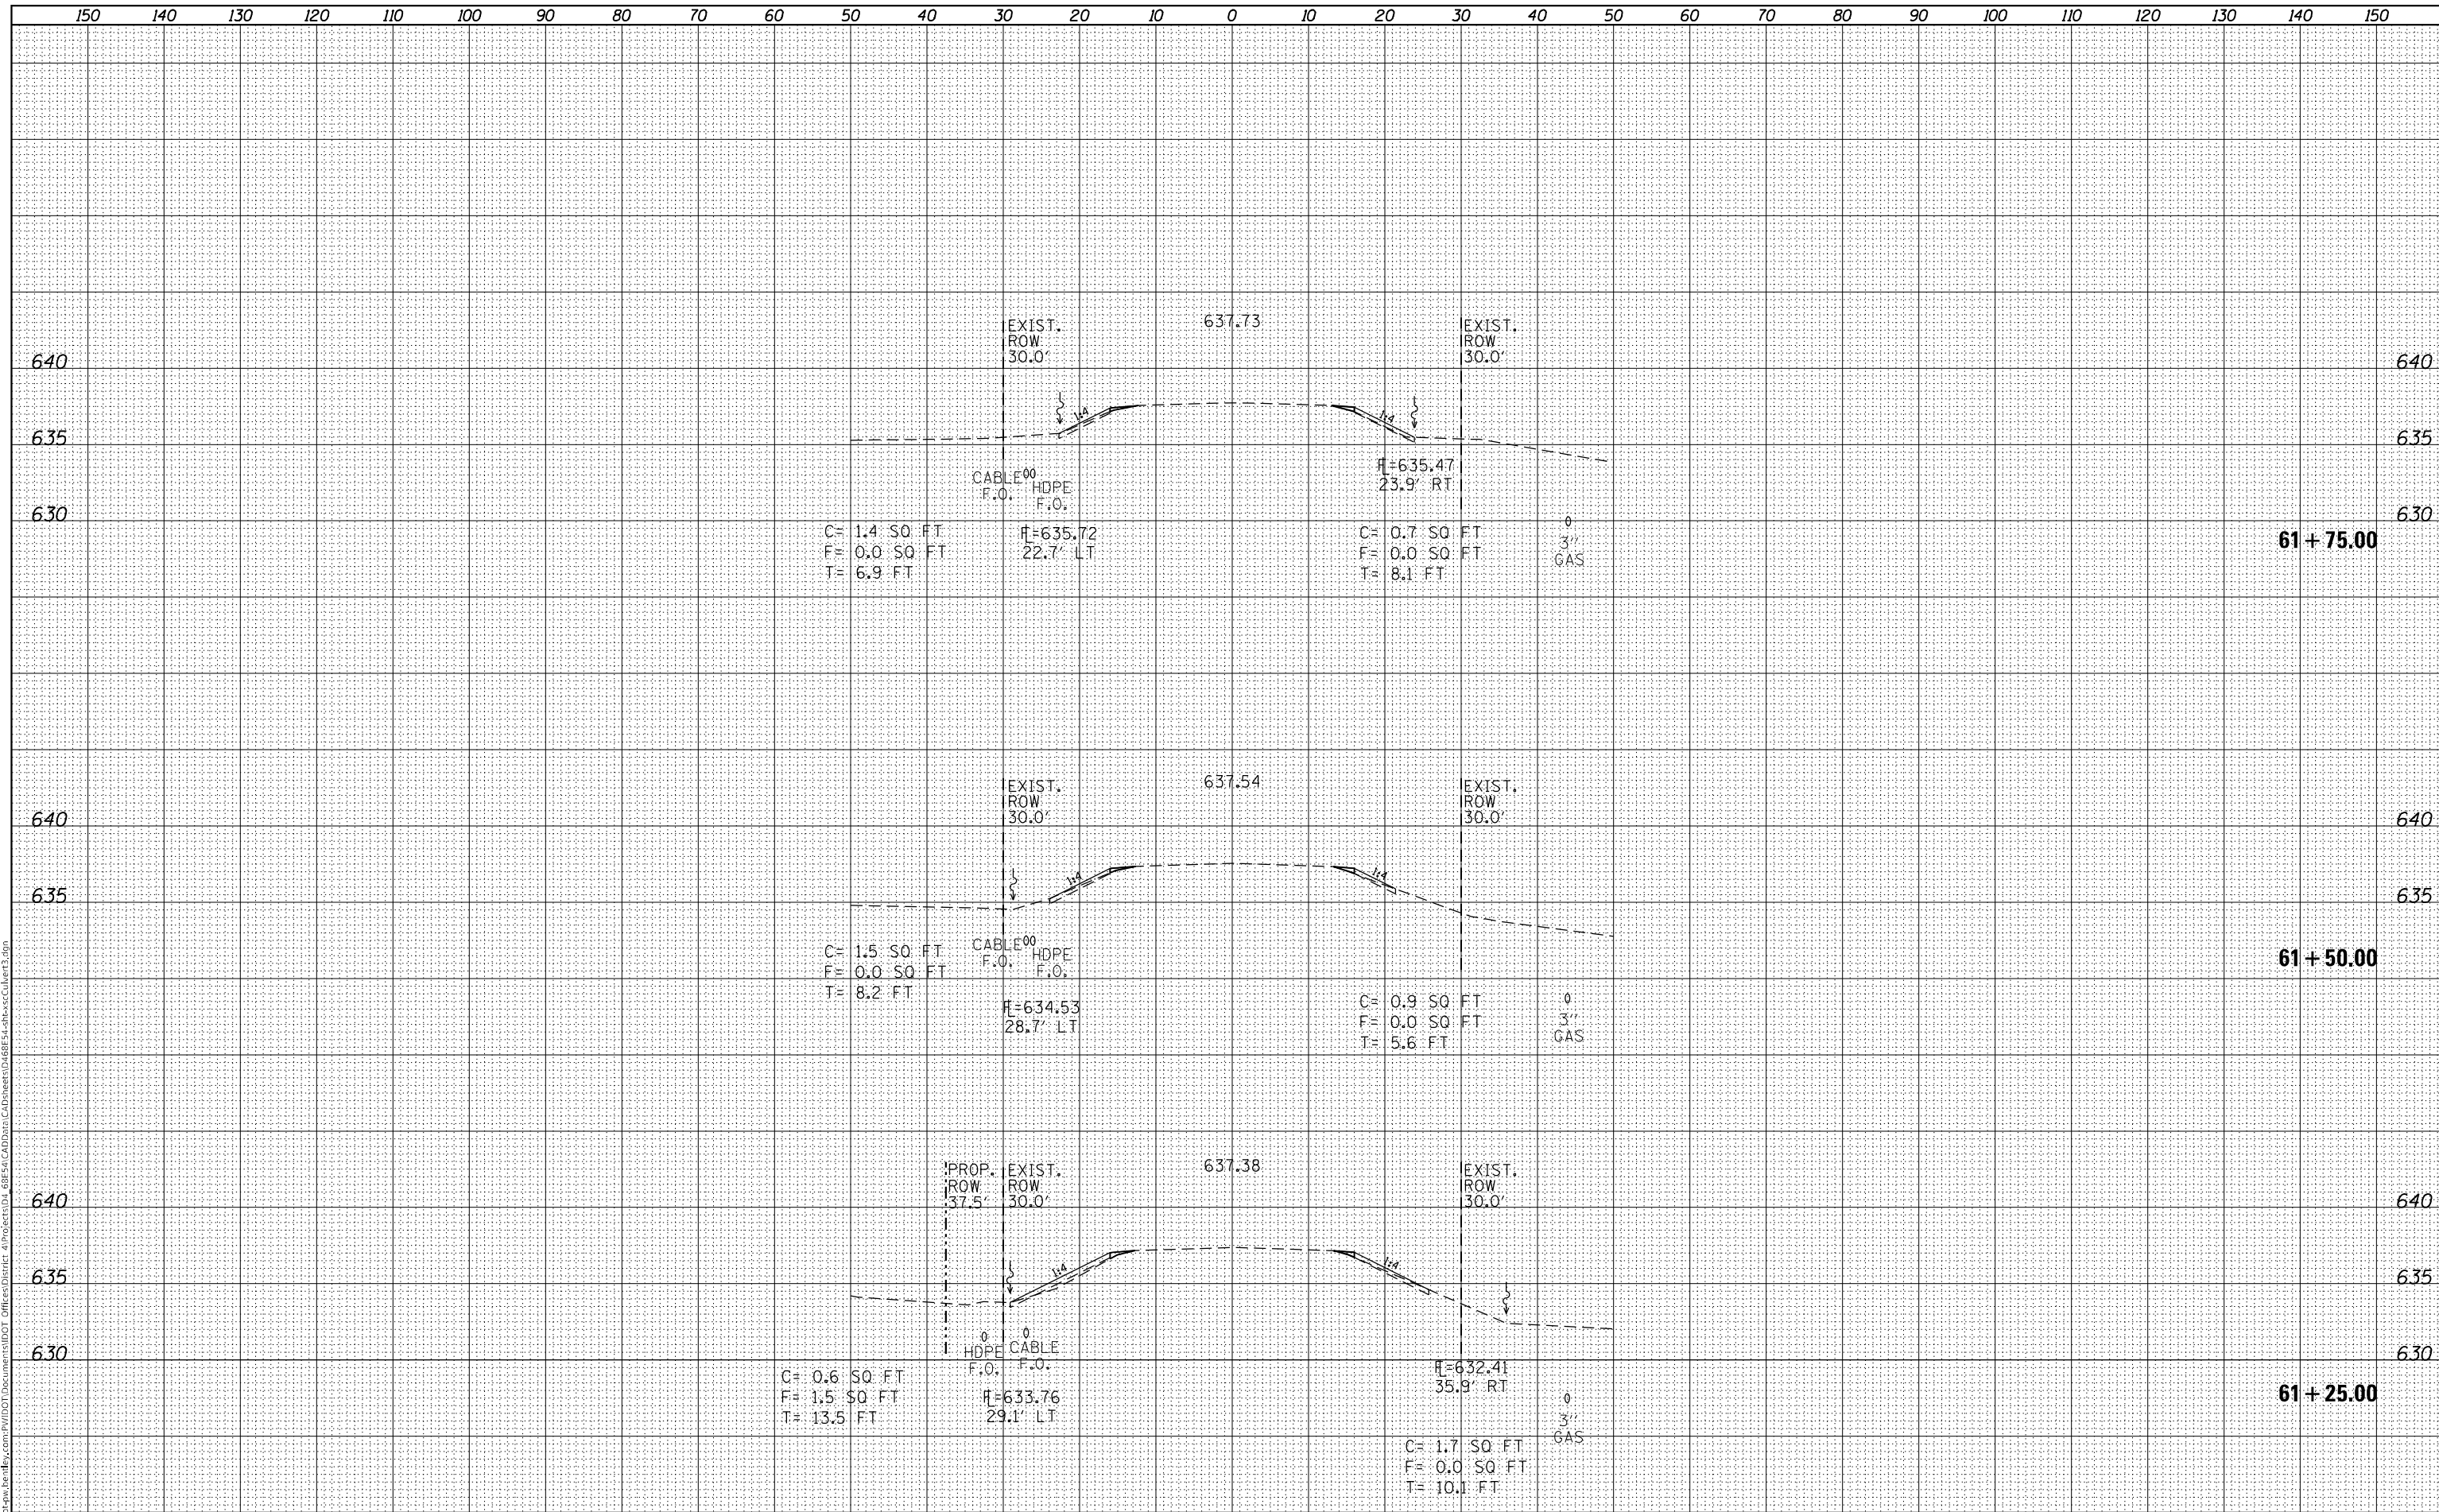 150 140 130 120 110 100 90 80 70 60 50 40 30 20 10 0 10 20 30 40 50 60 70 80 90 100 110 120 130 140 150
637.73
EXIST.
ROW
30.0'
EXIST.
ROW
30.0'
640 640
1:4 1:4
635 635
CABLE
F.O.
HDPE
F.O.
FL=635.47
23.9' RT
630 630
C= 1.4 SQ FT
F= 0.0 SQ FT
T= 6.9 FT
FL=635.72
22.7' LT
C= 0.7 SQ FT
F= 0.0 SQ FT
T= 8.1 FT
3"
GAS
61+75.00
637.54
EXIST.
ROW
30.0'
EXIST.
ROW
30.0'
640 640
1:4 1:4
635 635
CABLE
F.O.
HDPE
F.O.
C= 1.5 SQ FT
F= 0.0 SQ FT
T= 8.2 FT
FL=634.53
28.7' LT
C= 0.9 SQ FT
F= 0.0 SQ FT
T= 5.6 FT
3"
GAS
61+50.00
637.38
PROP.
ROW
37.5'
EXIST.
ROW
30.0'
EXIST.
ROW
30.0'
640 640
1:4 1:4
635 635
HDPE
F.O.
CABLE
F.O.
630 630
C= 0.6 SQ FT
F= 1.5 SQ FT
T= 13.5 FT
FL=633.76
29.1' LT
FL=632.41
35.9' RT
3"
GAS
61+25.00
C= 1.7 SQ FT
F= 0.0 SQ FT
T= 10.1 FT